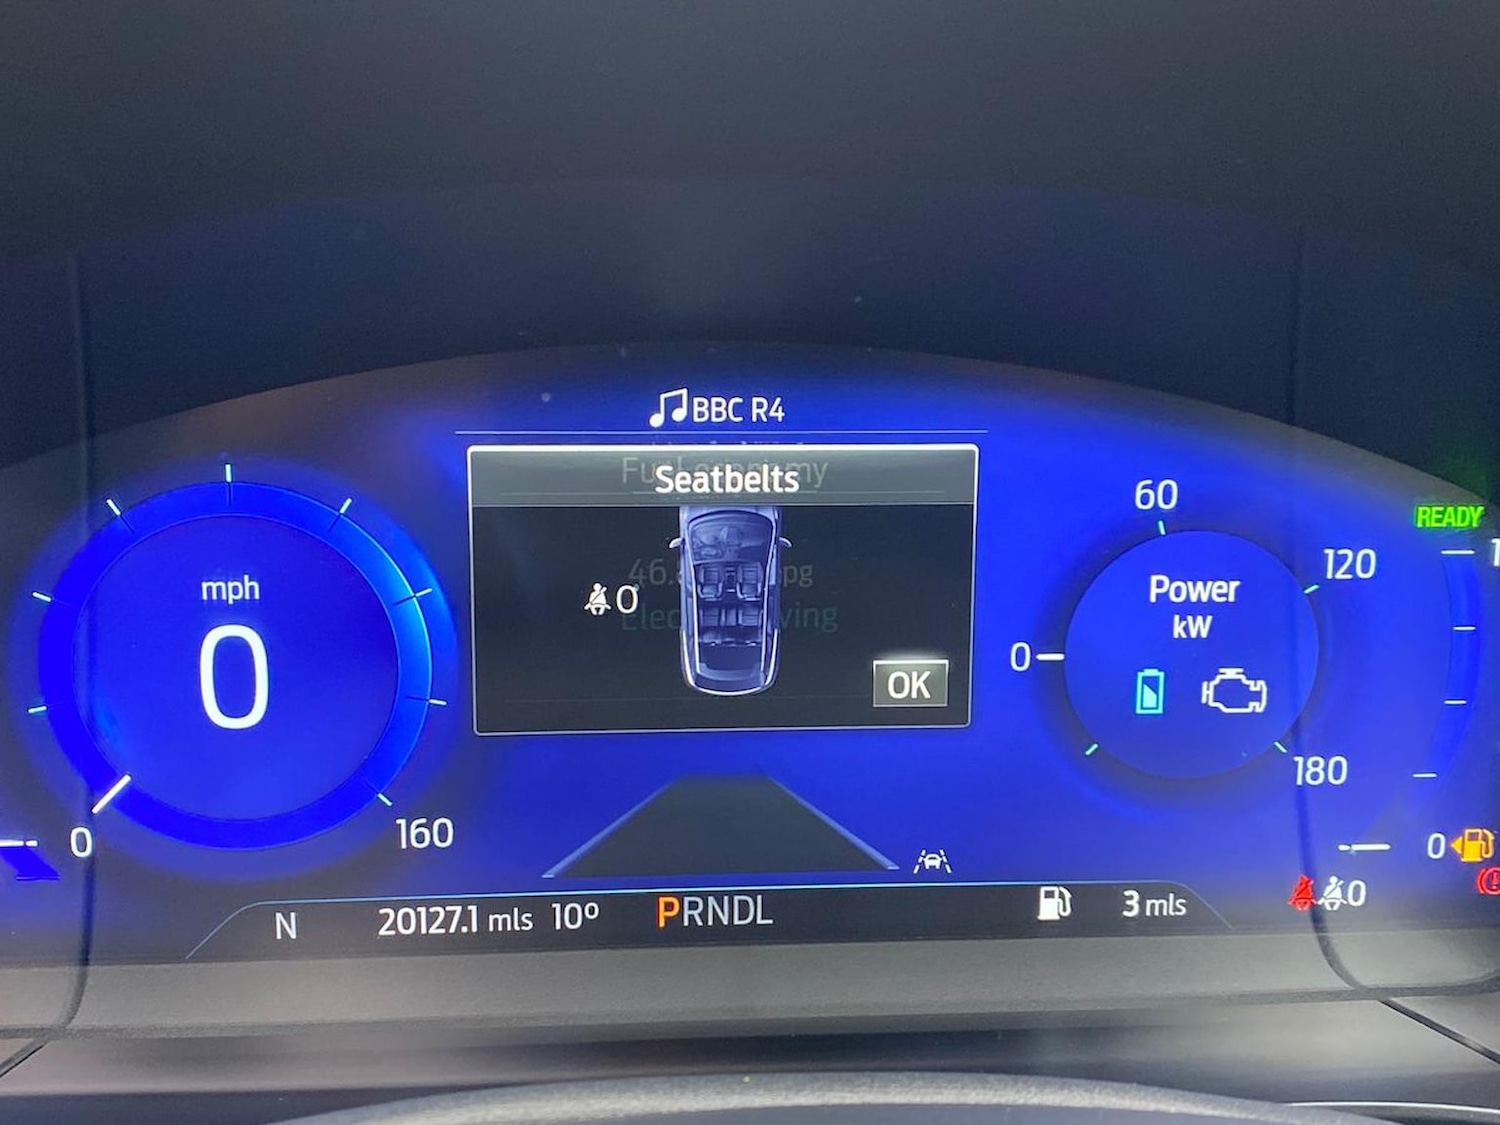 BBC R4
Seatbelts
0
OK
mph
0
0
160
60
120
180
0
Power
kW
READY
0
0
N
20127.1 mls
10º
PRNDL
3 mls